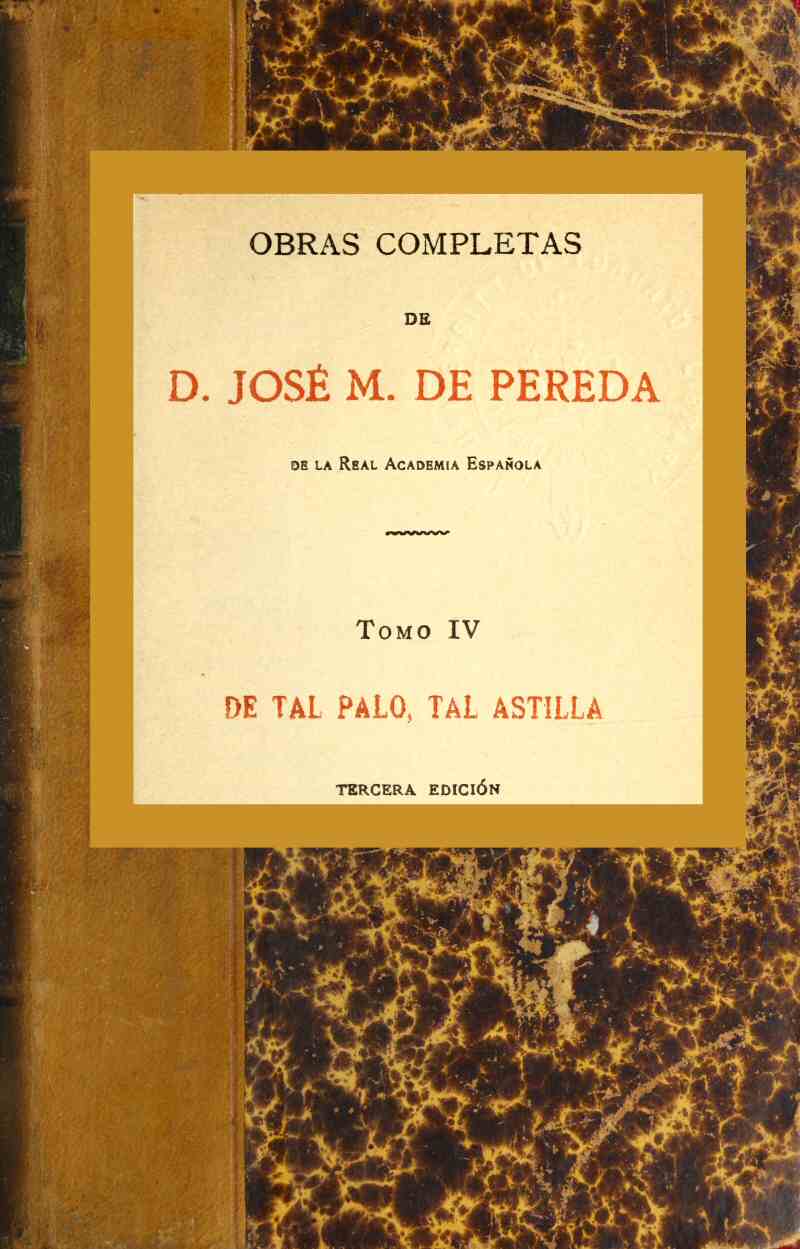 OBRAS COMPLETAS
DE
D. JOSÉ M. DE PEREDA
DE LA REAL ACADEMIA ESPAÑOLA
TOMO IV
DE TAL PALO, TAL ASTILLA
TERCERA EDICIÓN